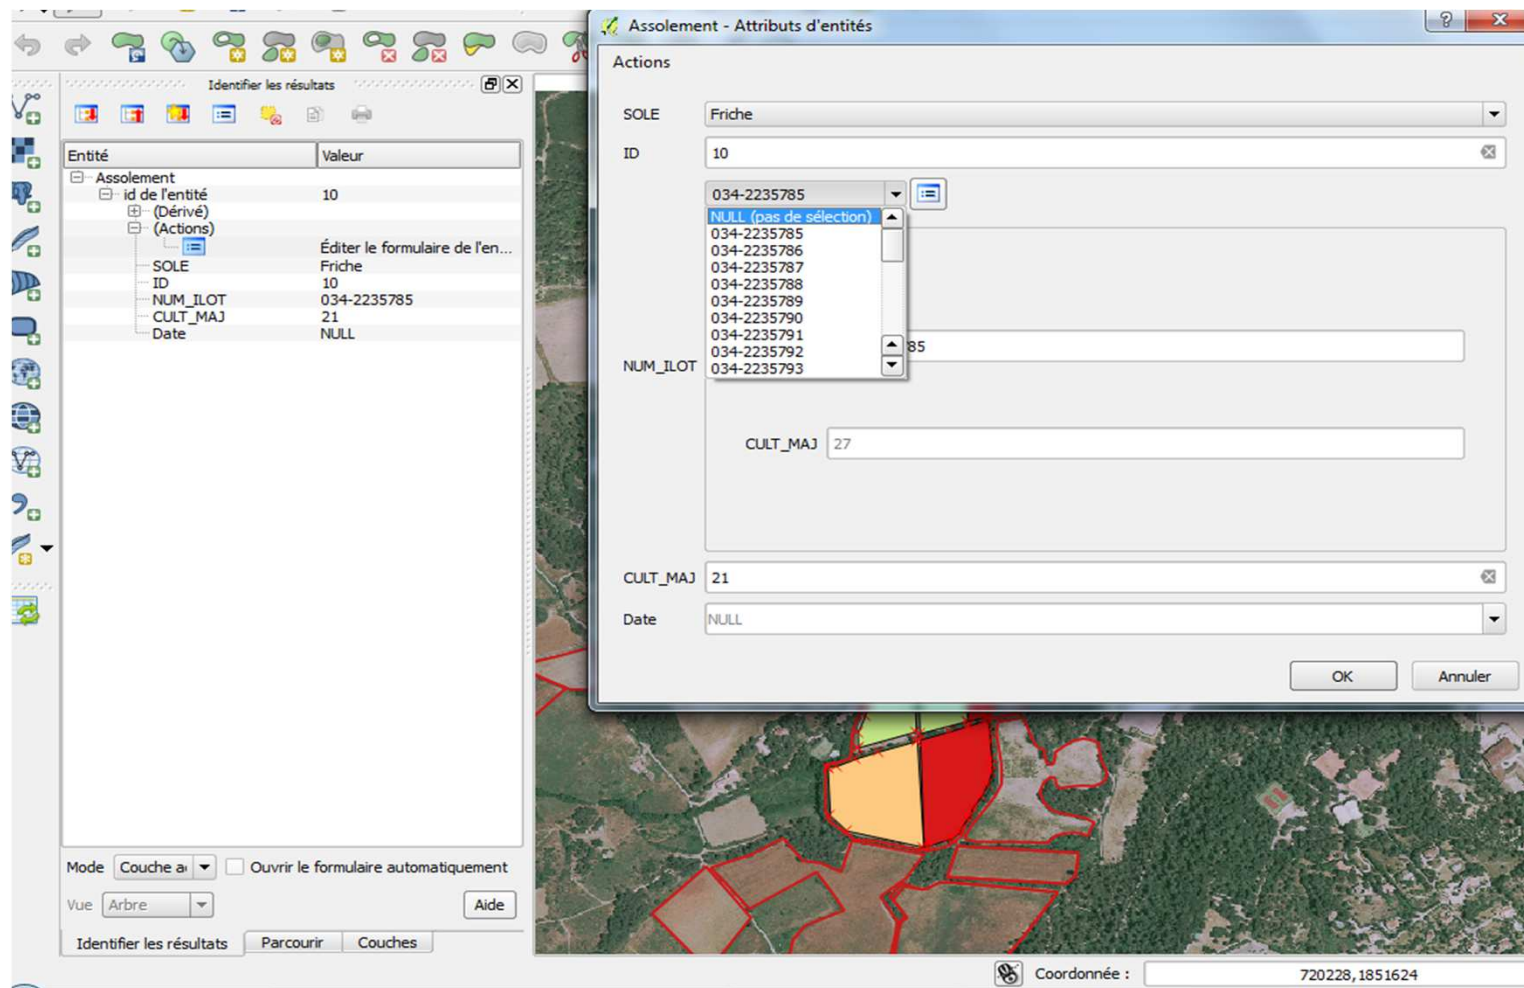 Identifier les résultats
Entité Valeur
Assolement
id de l'entité 10
(Dérivé)
(Actions)
Éditer le formulaire de l'en...
SOLE Friche
ID 10
NUM_ILOT 034-2235785
CULT_MAJ 21
Date NULL
Mode Couche a Ouvrir le formulaire automatiquement
Vue Arbre Aide
Identifier les résultats Parcourir Couches
Assolement - Attributs d'entités
Actions
SOLE Friche
ID 10
034-2235785
NULL (pas de sélection)
034-2235785
034-2235786
034-2235787
034-2235788
034-2235789
034-2235790
034-2235791
034-2235792
034-2235793
85
NUM_ILOT
CULT_MAJ 27
CULT_MAJ 21
Date NULL
OK Annuler
Coordonnée : 720228,1851624